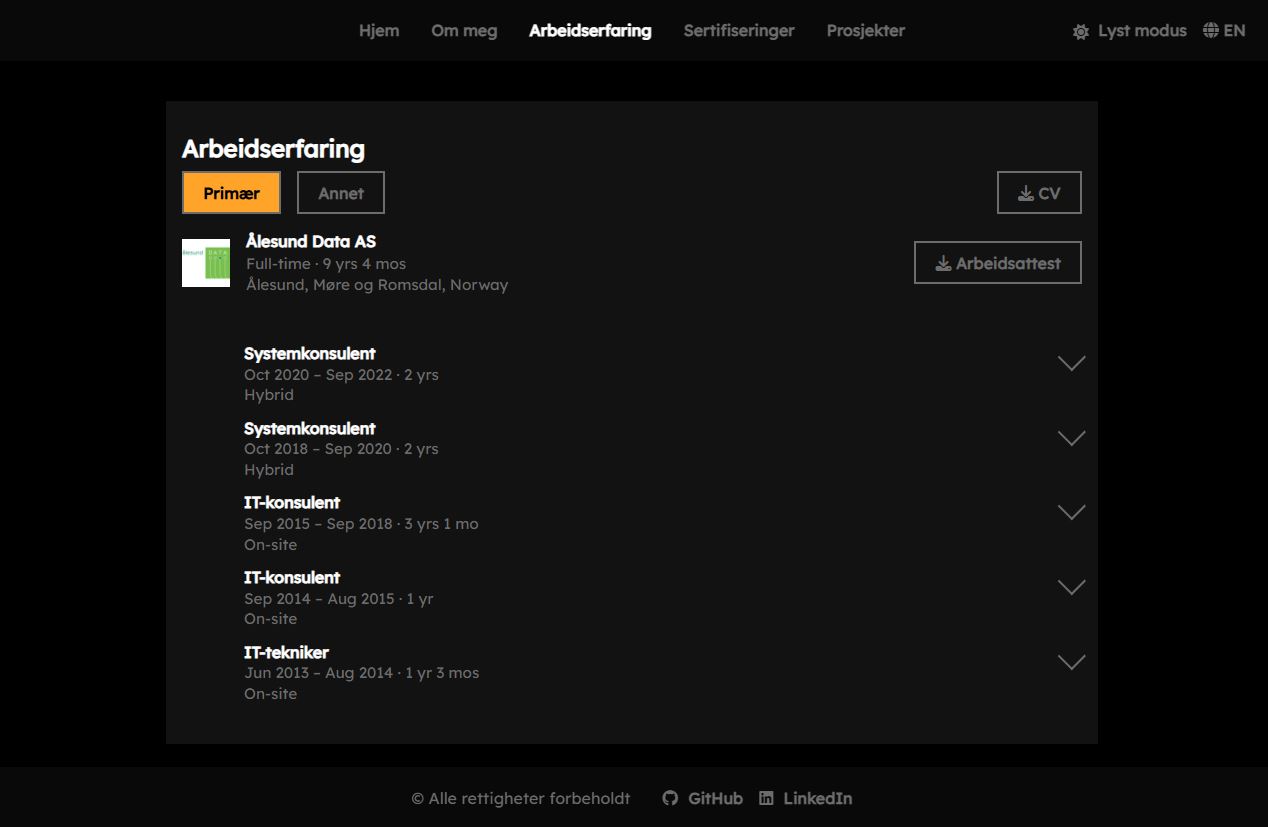 Hjem Om meg Arbeidserfaring Sertifiseringer Prosjekter Lyst modus EN
Arbeidserfaring
Primær Annet CV
Ålesund Data AS
Full-time · 9 yrs 4 mos
Ålesund, Møre og Romsdal, Norway
Arbeidsattest
Ålesund DATA
Systemkonsulent
Oct 2020 – Sep 2022 · 2 yrs
Hybrid
Systemkonsulent
Oct 2018 – Sep 2020 · 2 yrs
Hybrid
IT-konsulent
Sep 2015 – Sep 2018 · 3 yrs 1 mo
On-site
IT-konsulent
Sep 2014 – Aug 2015 · 1 yr
On-site
IT-tekniker
Jun 2013 – Aug 2014 · 1 yr 3 mos
On-site
© Alle rettigheter forbeholdt GitHub LinkedIn